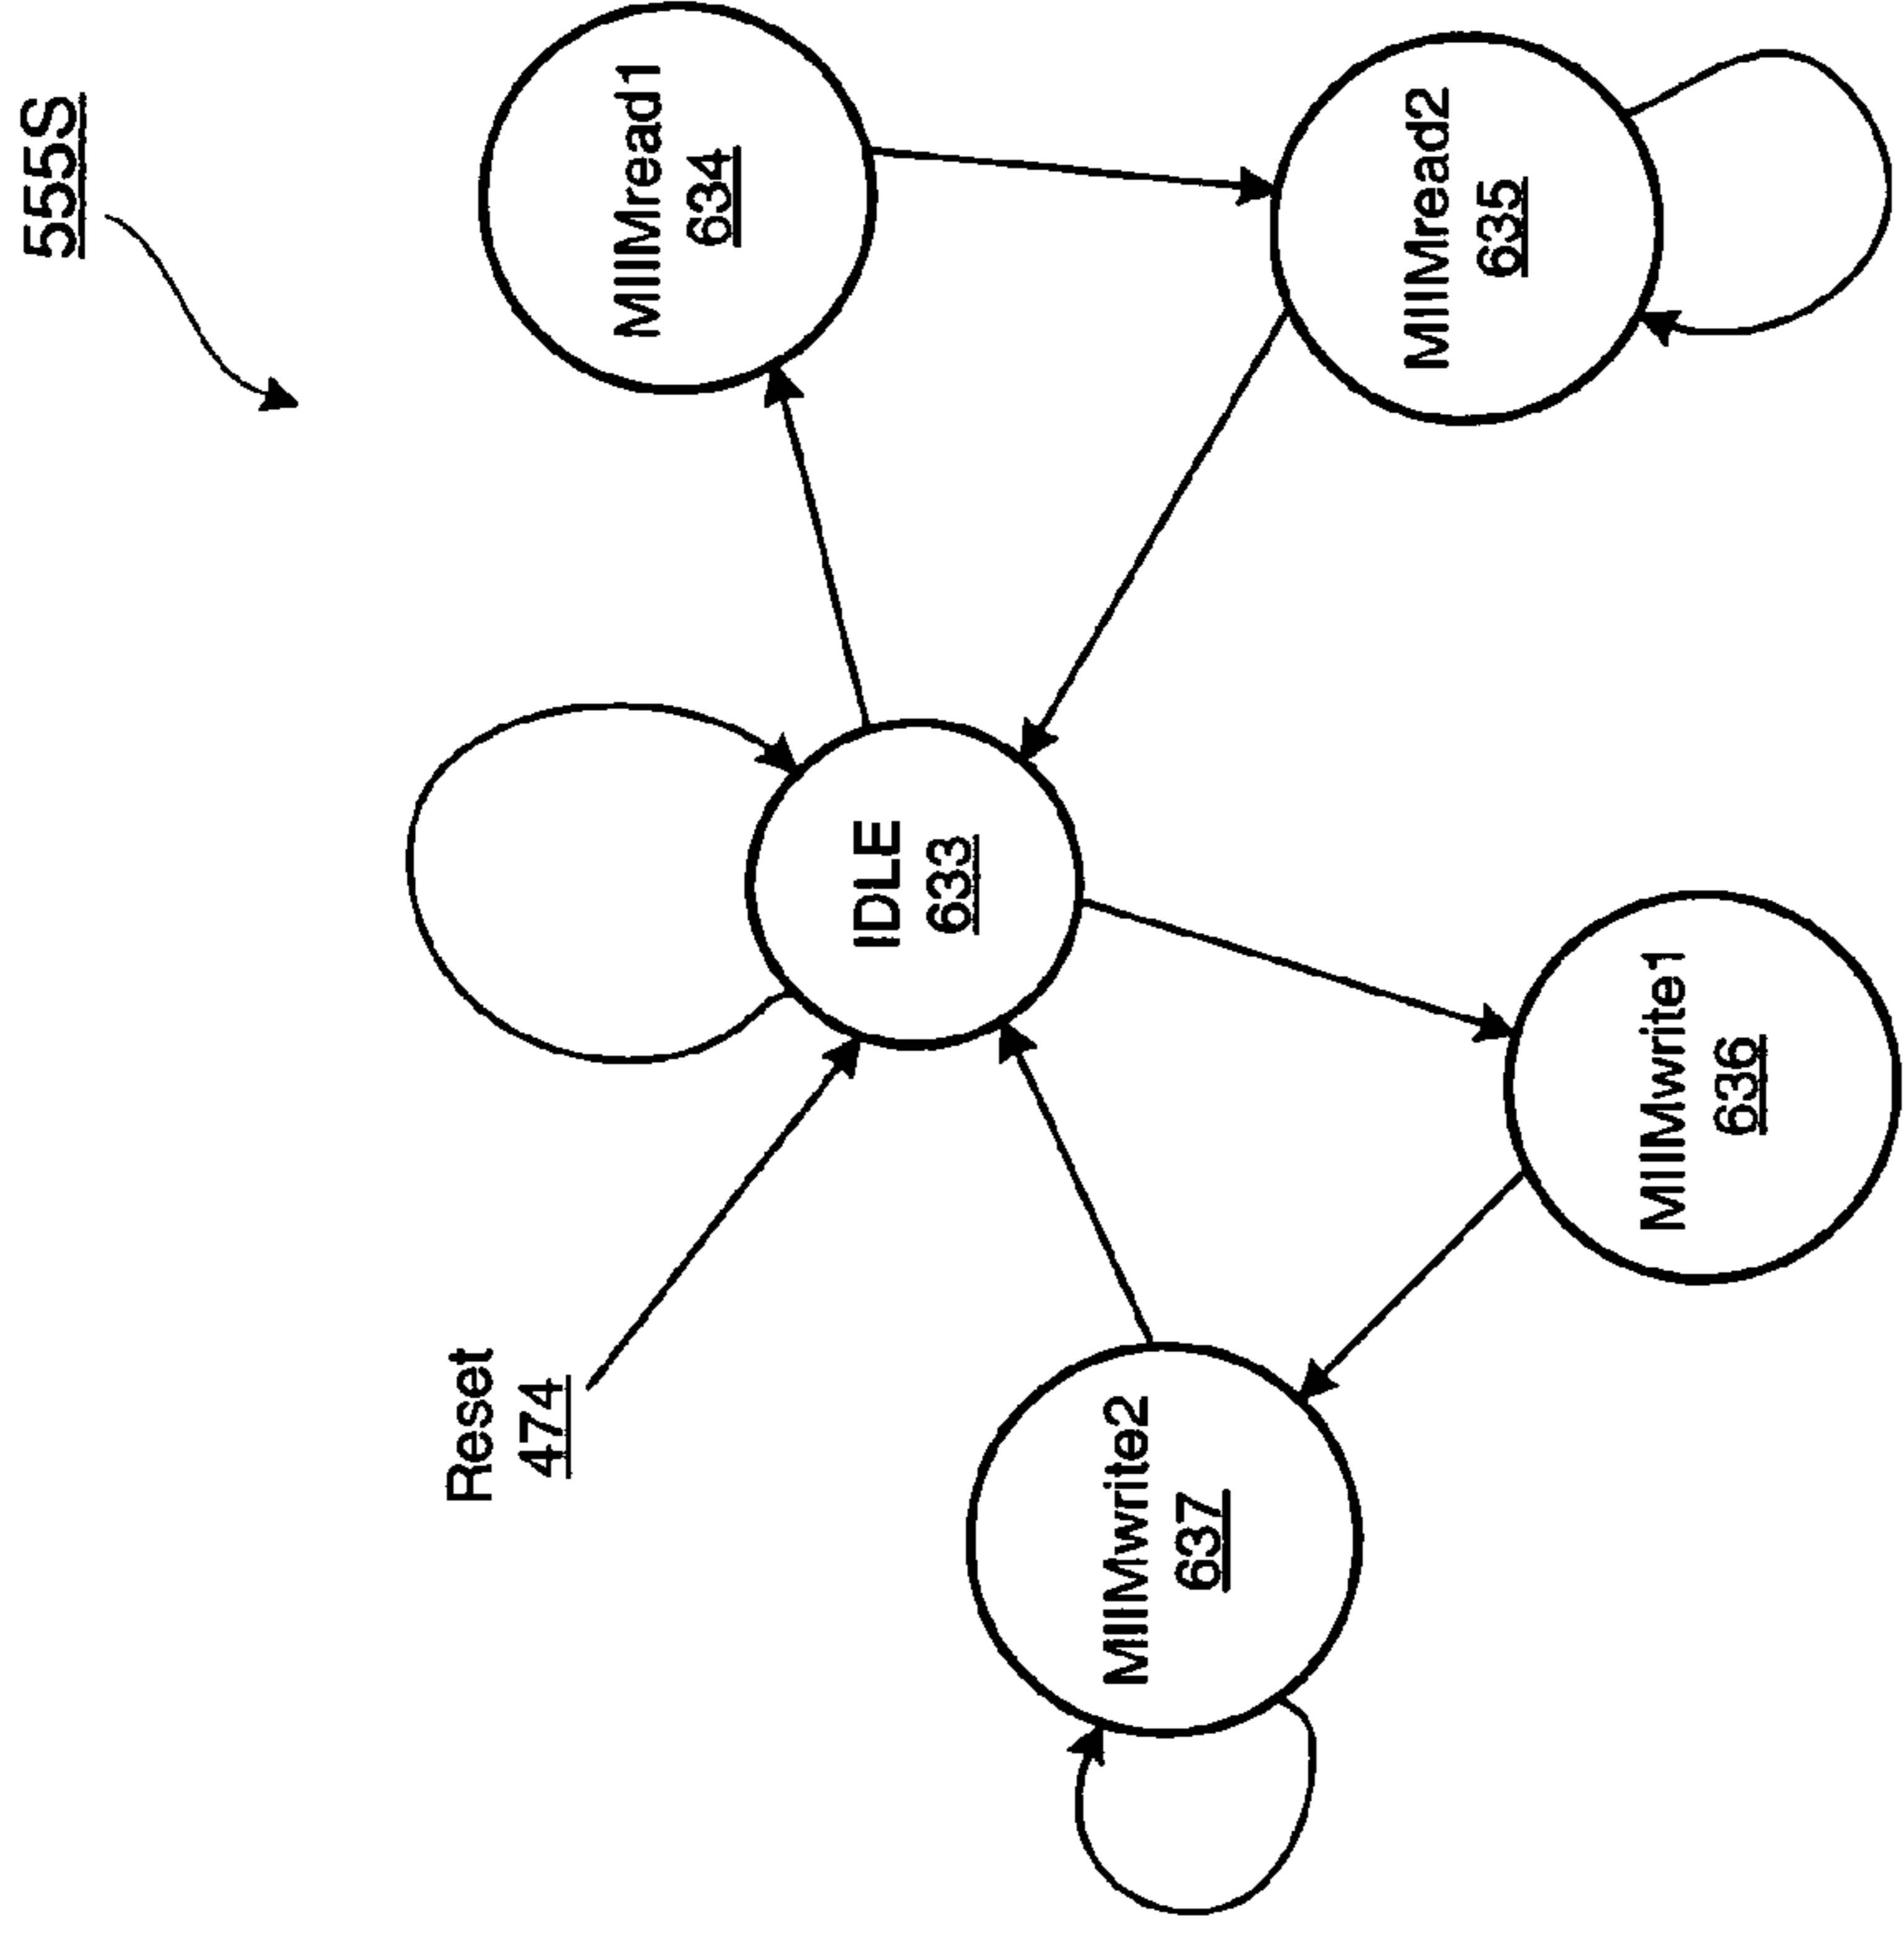 555S
Reset
474
MIIMread1
634
IDLE
633
MIIMwrite2
637
MIIMread2
635
MIIMwrite1
636